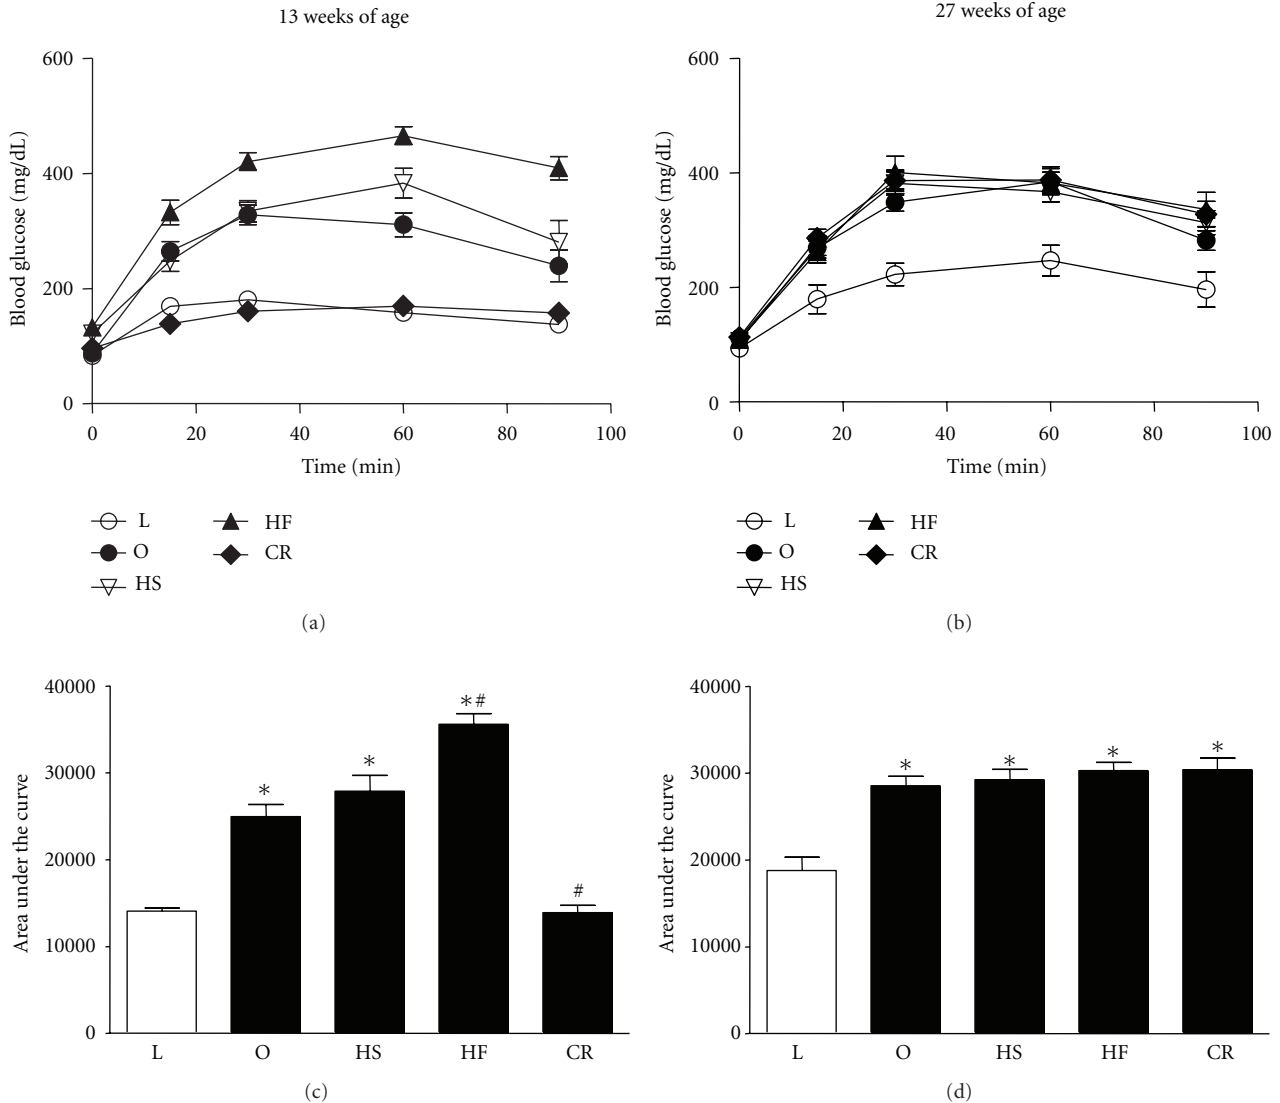 13 weeks of age
600
400
200
0
Blood glucose (mg/dL)
0 20 40 60 80 100
Time (min)
L
O
HS
HF
CR
(a)
27 weeks of age
600
400
200
0
Blood glucose (mg/dL)
0 20 40 60 80 100
Time (min)
L
O
HS
HF
CR
(b)
40000
30000
20000
10000
0
Area under the curve
* * *# #
L O HS HF CR
(c)
40000
30000
20000
10000
0
Area under the curve
* * * *
L O HS HF CR
(d)